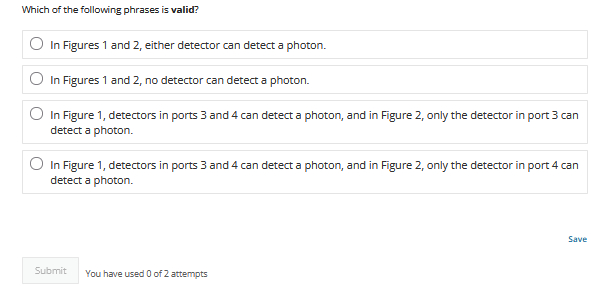 Which of the following phrases is valid?
In Figures 1 and 2, either detector can detect a photon.
In Figures 1 and 2, no detector can detect a photon.
In Figure 1, detectors in ports 3 and 4 can detect a photon, and in Figure 2, only the detector in port 3 can
detect a photon.
In Figure 1, detectors in ports 3 and 4 can detect a photon, and in Figure 2, only the detector in port 4 can
detect a photon.
Save
Submit You have used 0 of 2 attempts